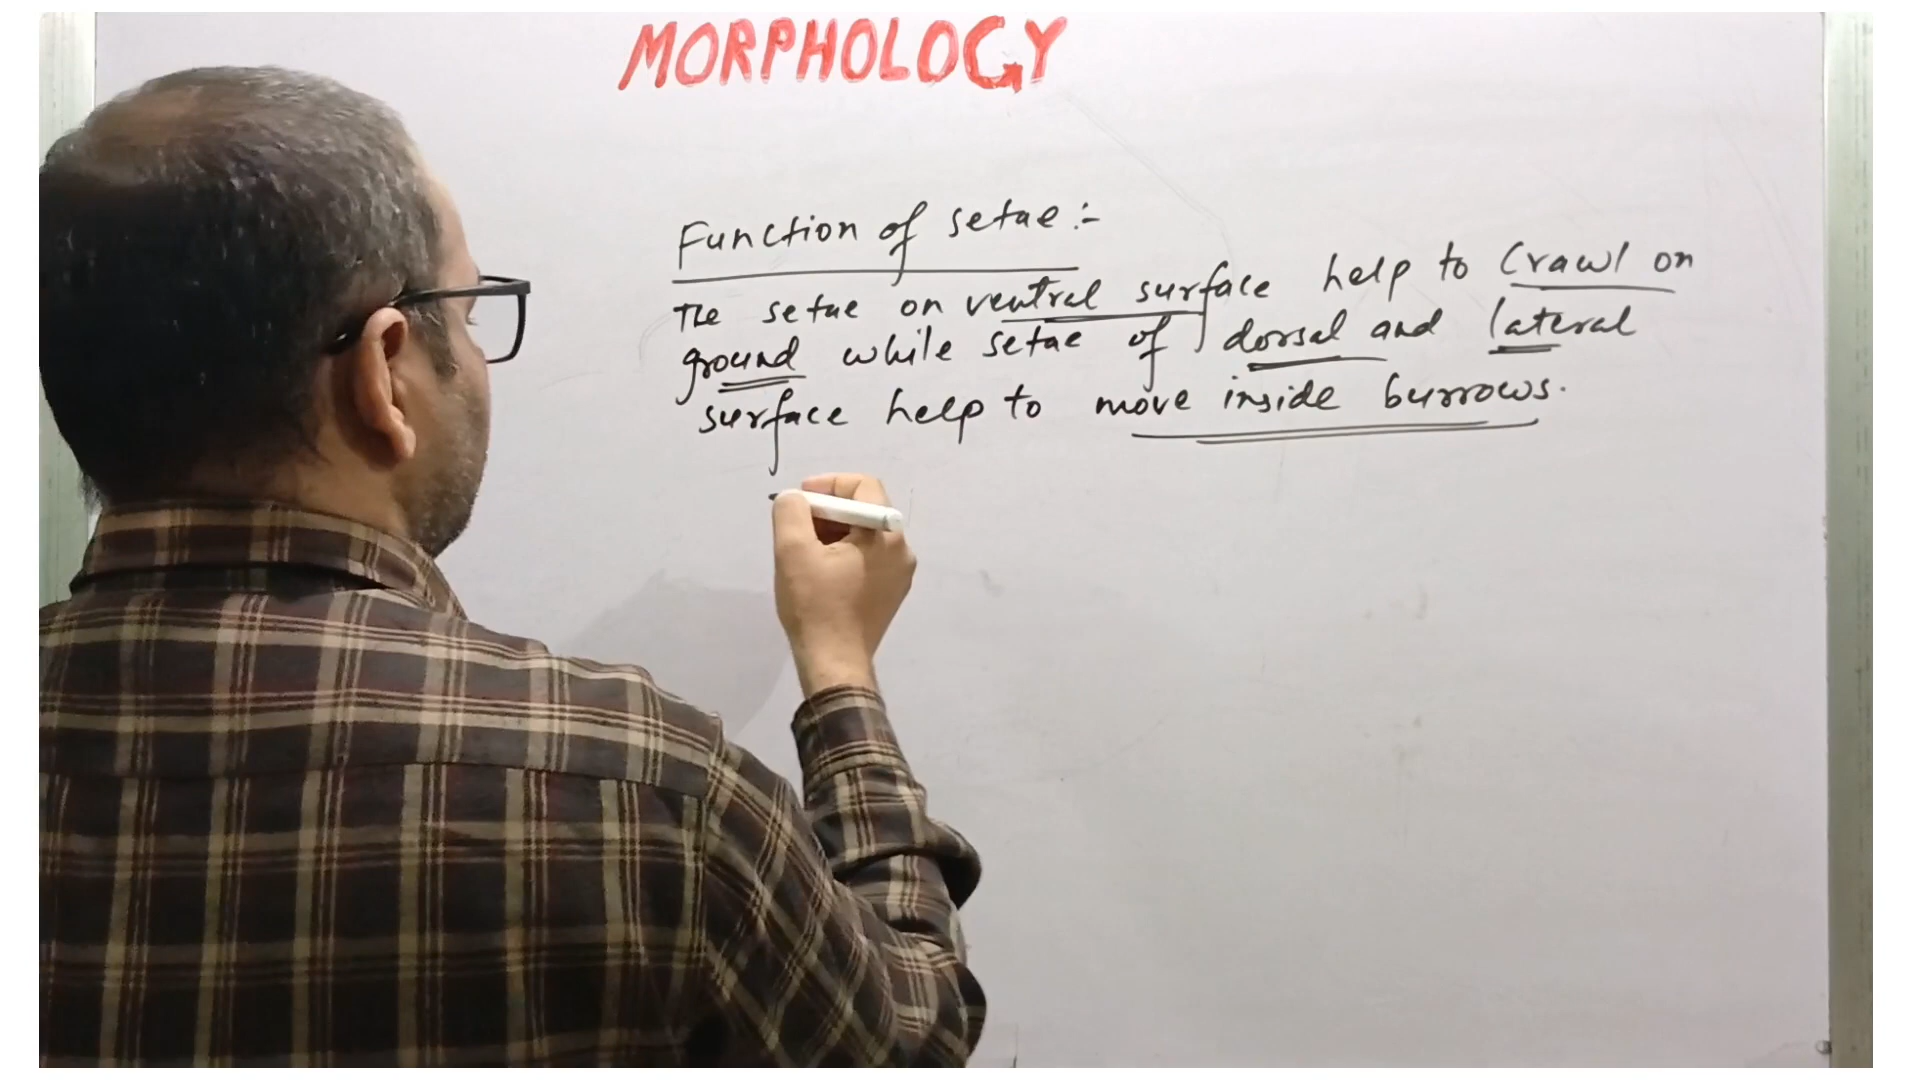 MORPHOLOGY
Function of setae :-
The setae on ventral surface help to Crawl on
ground while setae of dorsal and lateral
surface help to move inside burrows.